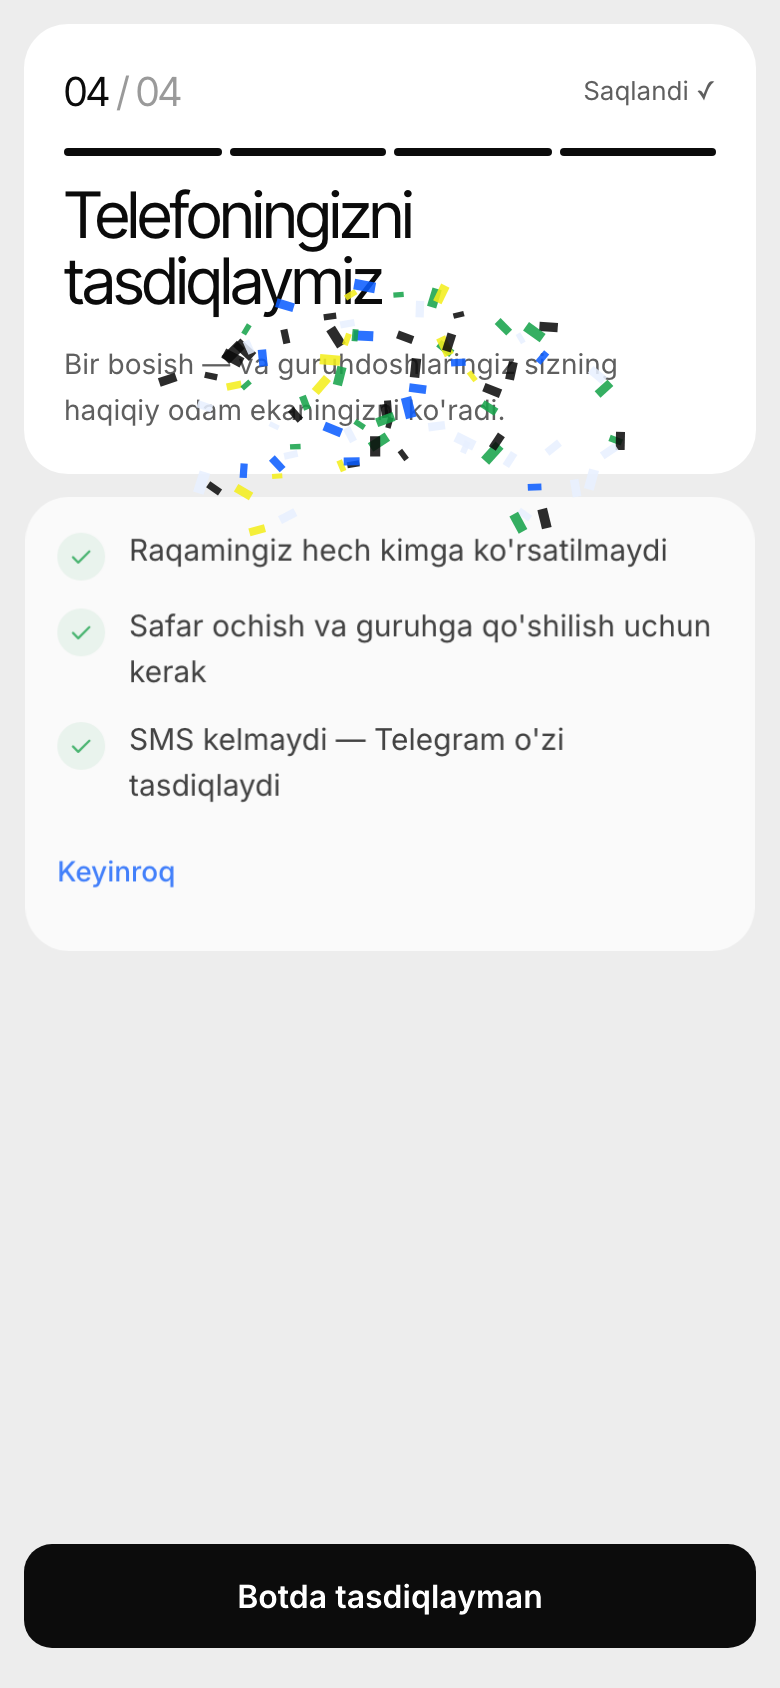 04 / 04
Saqlandi ✓
Telefoningizni
tasdiqlaymiz
Bir bosish — va guruhdoshlaringiz sizning
haqiqiy odam ekaningizni ko'radi.
Raqamingiz hech kimga ko'rsatilmaydi
Safar ochish va guruhga qo'shilish uchun
kerak
SMS kelmaydi — Telegram o'zi
tasdiqlaydi
Keyinroq
Botda tasdiqlayman